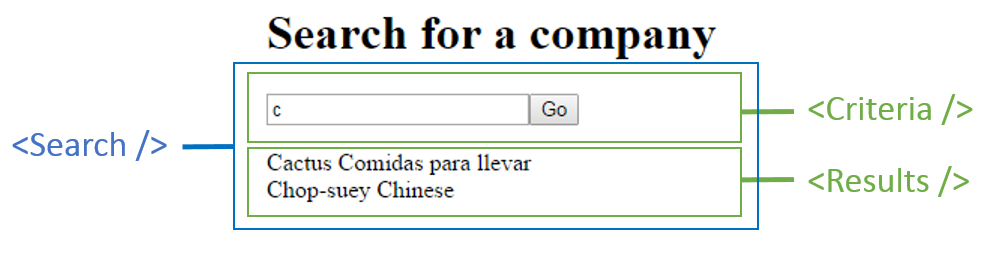 Search for a company
c
Go
<Criteria />
<Search />
Cactus Comidas para llevar
Chop-suey Chinese
<Results />